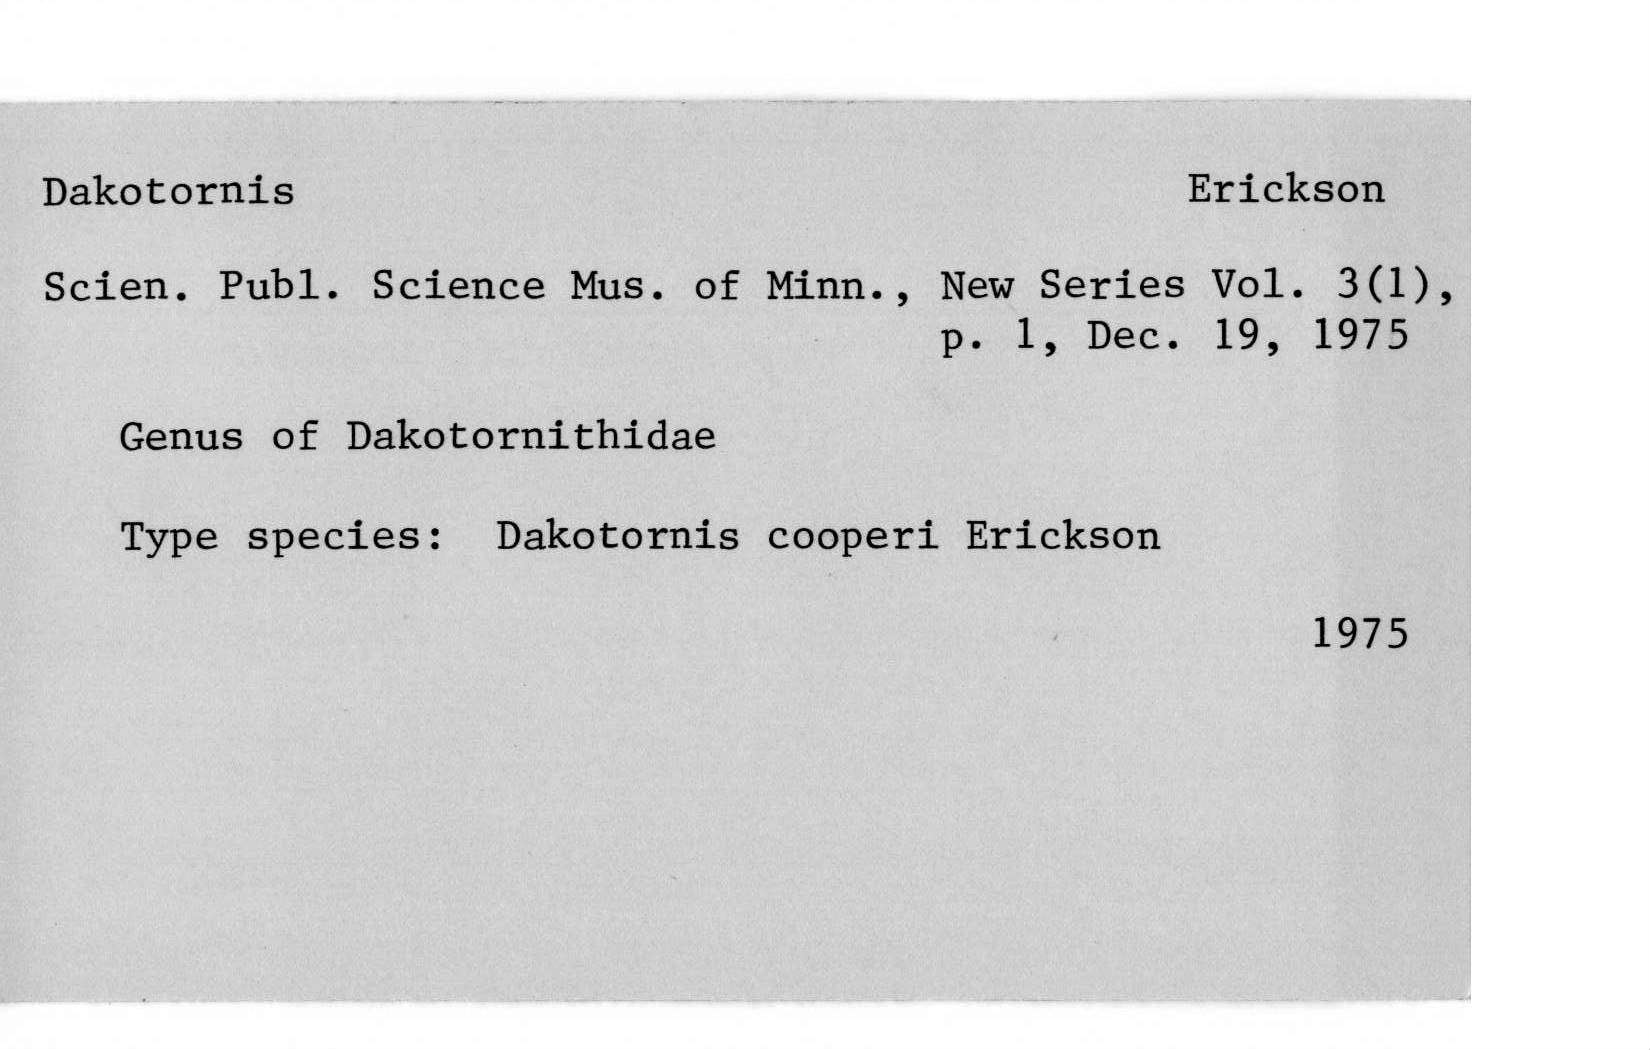 Dakotornis Erickson
Scien. Publ. Science Mus. of Minn., New Series Vol. 3(1),
p. 1, Dec. 19, 1975
Genus of Dakotornithidae
Type species: Dakotornis cooperi Erickson
1975